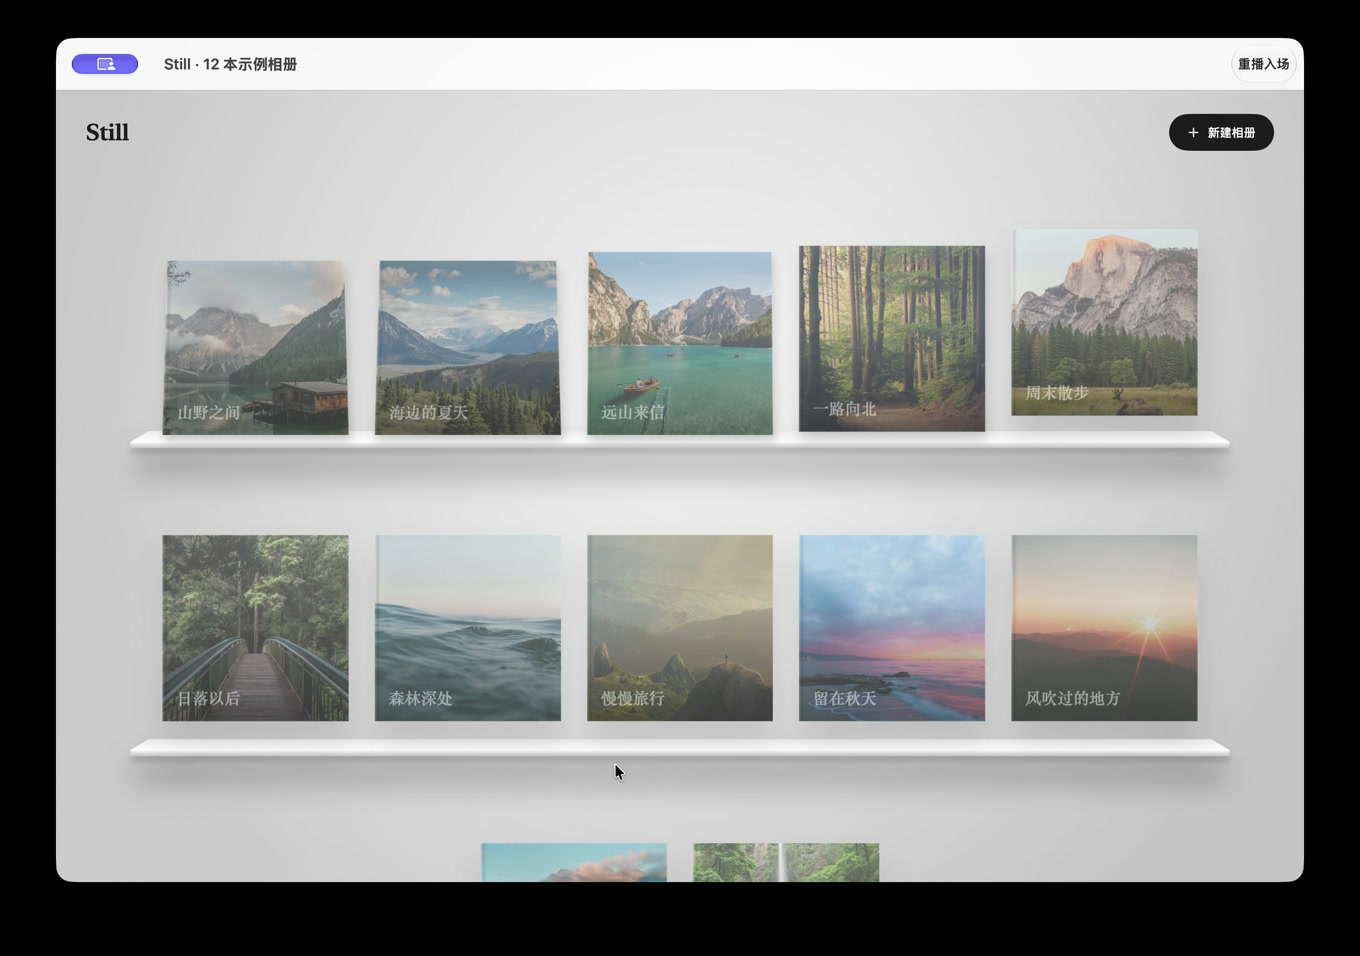 Still · 12 本示例相册
重播入场
Still
+ 新建相册
山野之间
海边的夏天
远山来信
一路向北
周末散步
日落以后
森林深处
慢慢旅行
留在秋天
风吹过的地方